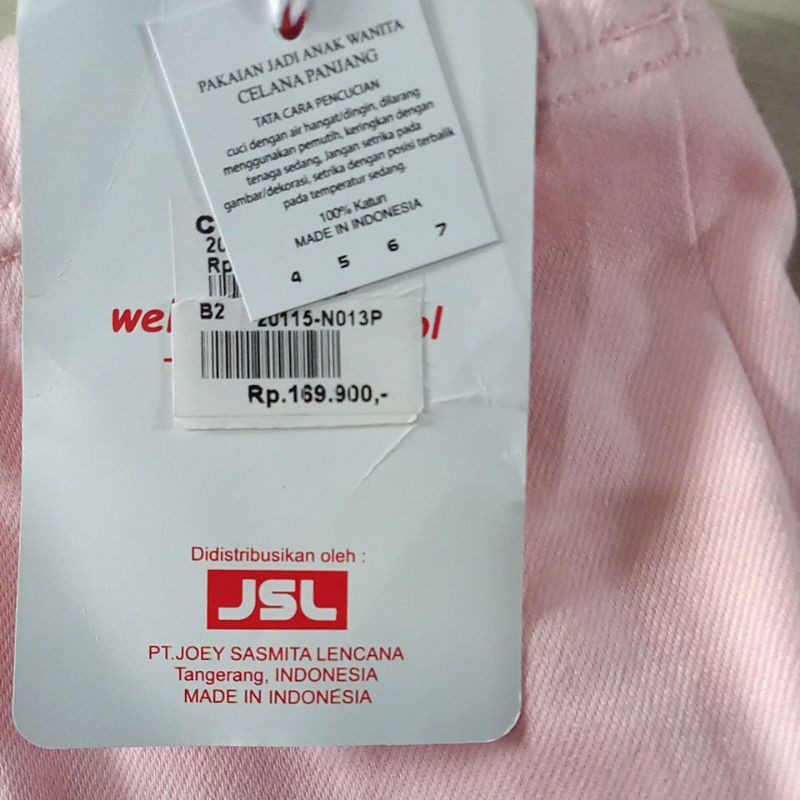 PAKAIAN JADI ANAK WANITA
CELANA PANJANG
TATA CARA PENCUCIAN
cuci dengan air hangat/dingin, dilarang
menggunakan pemutih, keringkan dengan
tenaga sedang, Jangan setrika pada
gambar/dekorasi, setrika dengan posisi terbalik
pada temperatur sedang.
100% Katun
MADE IN INDONESIA
4 5 6 7
Rp
B2 20115-N013P
Rp.169.900,-
Didistribusikan oleh :
JSL
PT.JOEY SASMITA LENCANA
Tangerang, INDONESIA
MADE IN INDONESIA